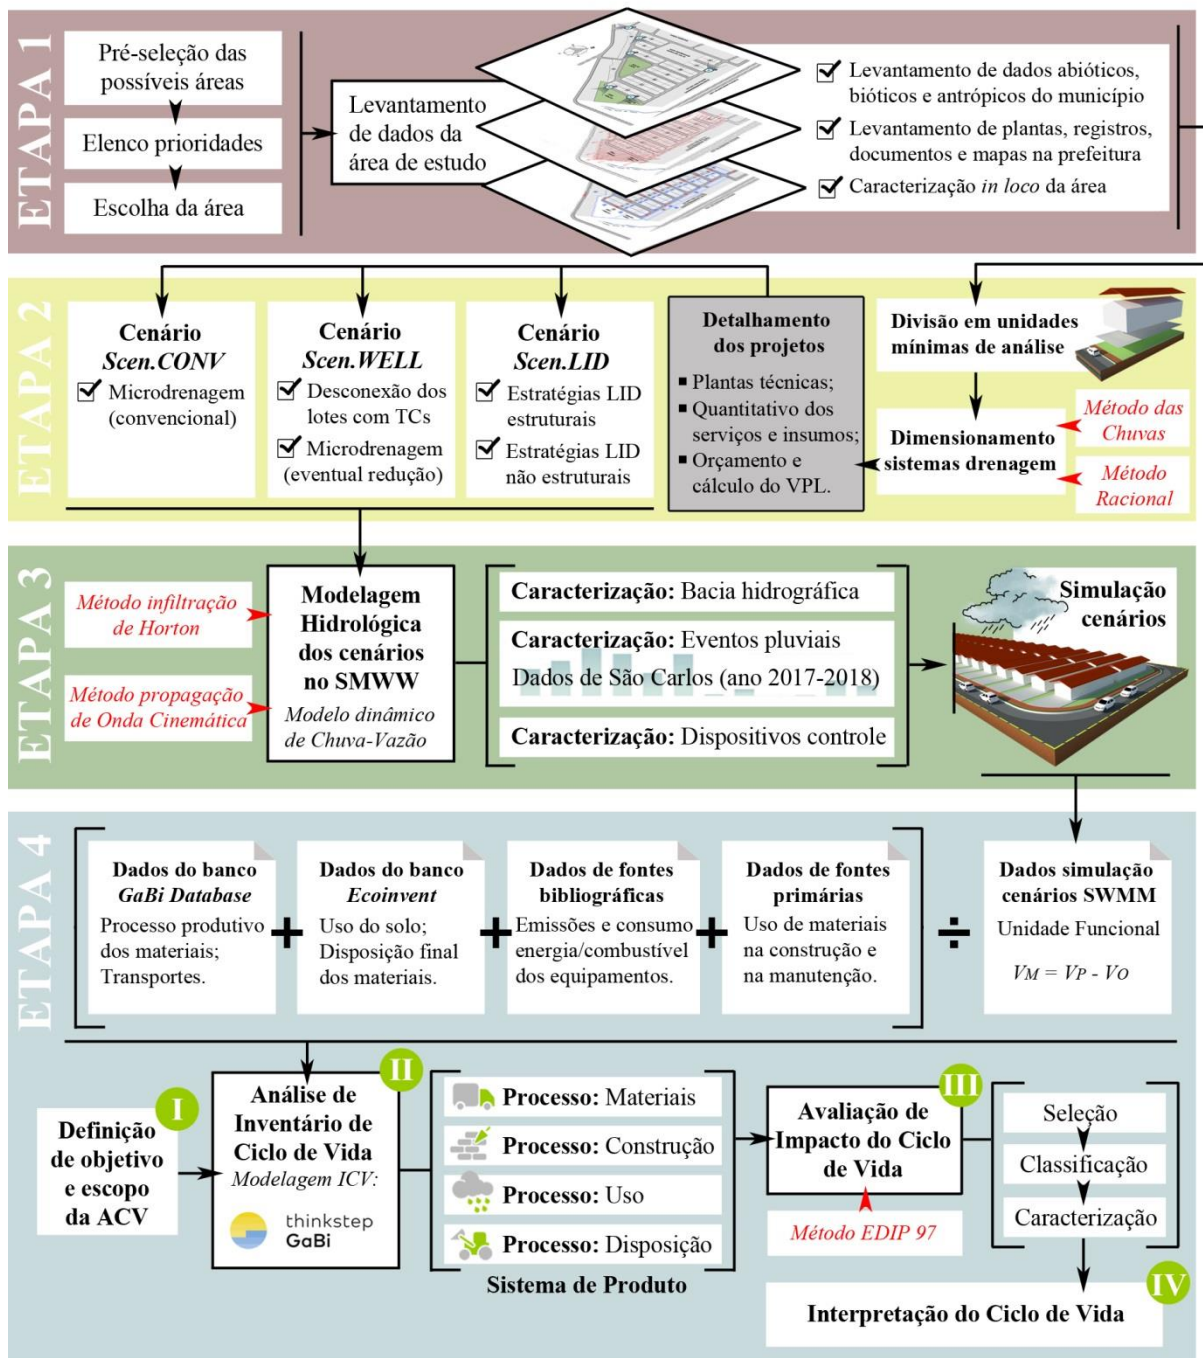 ETAPA 1
Pré-seleção das
possíveis áreas
Elenco prioridades
Escolha da área
Levantamento
de dados da
área de estudo
Levantamento de dados abióticos,
bióticos e antrópicos do município
Levantamento de plantas, registros,
documentos e mapas na prefeitura
Caracterização in loco da área
ETAPA 2
Cenário
Scen.CONV
Microdrenagem
(convencional)
Cenário
Scen.WELL
Desconexão dos
lotes com TCs
Microdrenagem
(eventual redução)
Cenário
Scen.LID
Estratégias LID
estruturais
Estratégias LID
não estruturais
Detalhamento
dos projetos
Plantas técnicas;
Quantitativo dos
serviços e insumos;
Orçamento e
cálculo do VPL.
Divisão em unidades
mínimas de análise
Dimensionamento
sistemas drenagem
Método das
Chuvas
Método
Racional
ETAPA 3
Método infiltração
de Horton
Método propagação
de Onda Cinemática
Modelagem
Hidrológica
dos cenários
no SMWW
Modelo dinâmico
de Chuva-Vazão
Caracterização: Bacia hidrográfica
Caracterização: Eventos pluviais
Dados de São Carlos (ano 2017-2018)
Caracterização: Dispositivos controle
Simulação
cenários
ETAPA 4
Dados do banco
GaBi Database
Processo produtivo
dos materiais;
Transportes.
+
Dados do banco
Ecoinvent
Uso do solo;
Disposição final
dos materiais.
+
Dados de fontes
bibliográficas
Emissões e consumo
energia/combustível
dos equipamentos.
+
Dados de fontes
primárias
Uso de materiais
na construção e
na manutenção.
÷
Dados simulação
cenários SWMM
Unidade Funcional
VM = VP - VO
I
Definição
de objetivo
e escopo
da ACV
II
Análise de
Inventário de
Ciclo de Vida
Modelagem ICV:
thinkstep
GaBi
Processo: Materiais
Processo: Construção
Processo: Uso
Processo: Disposição
Sistema de Produto
III
Avaliação de
Impacto do Ciclo
de Vida
Método EDIP 97
Seleção
Classificação
Caracterização
IV
Interpretação do Ciclo de Vida